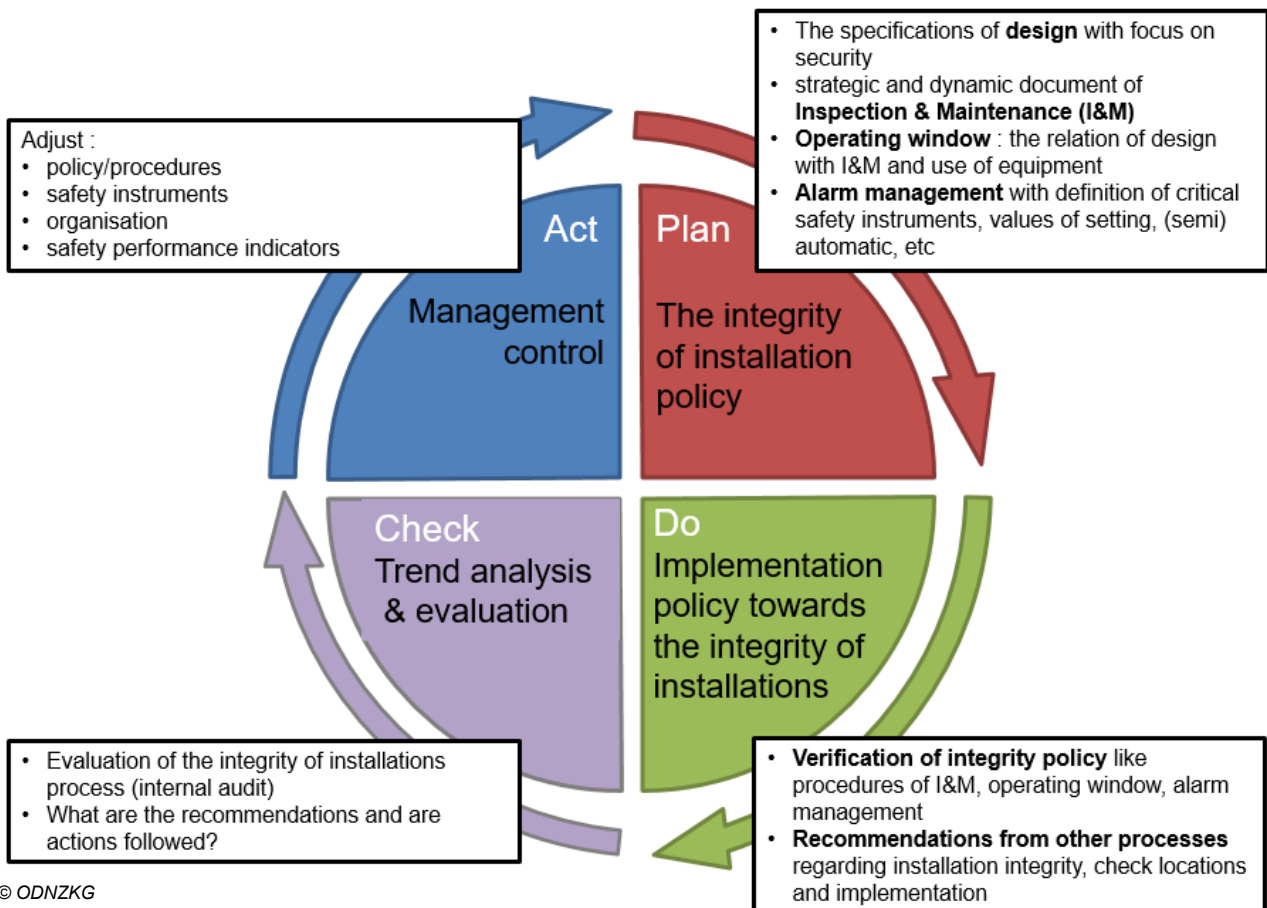 • The specifications of design with focus on
security
• strategic and dynamic document of
Inspection & Maintenance (I&M)
• Operating window : the relation of design
with I&M and use of equipment
• Alarm management with definition of critical
safety instruments, values of setting, (semi)
automatic, etc
Adjust :
• policy/procedures
• safety instruments
• organisation
• safety performance indicators
Act
Management
control
Plan
The integrity
of installation
policy
Check
Trend analysis
& evaluation
Do
Implementation
policy towards
the integrity of
installations
• Evaluation of the integrity of installations
process (internal audit)
• What are the recommendations and are
actions followed?
• Verification of integrity policy like
procedures of I&M, operating window, alarm
management
• Recommendations from other processes
regarding installation integrity, check locations
and implementation
© ODNZKG